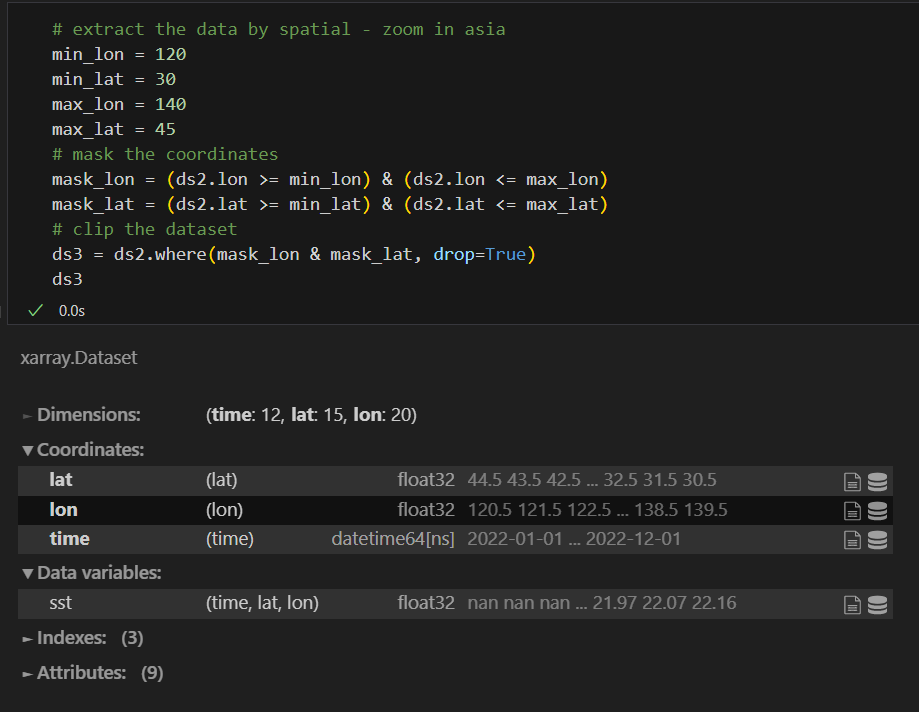 # extract the data by spatial - zoom in asia
min_lon = 120
min_lat = 30
max_lon = 140
max_lat = 45
# mask the coordinates
mask_lon = (ds2.lon >= min_lon) & (ds2.lon <= max_lon)
mask_lat = (ds2.lat >= min_lat) & (ds2.lat <= max_lat)
# clip the dataset
ds3 = ds2.where(mask_lon & mask_lat, drop=True)
ds3
✓ 0.0s
xarray.Dataset
► Dimensions: (time: 12, lat: 15, lon: 20)
▼ Coordinates:
lat (lat) float32 44.5 43.5 42.5 ... 32.5 31.5 30.5
lon (lon) float32 120.5 121.5 122.5 ... 138.5 139.5
time (time) datetime64[ns] 2022-01-01 ... 2022-12-01
▼ Data variables:
sst (time, lat, lon) float32 nan nan nan ... 21.97 22.07 22.16
► Indexes: (3)
► Attributes: (9)